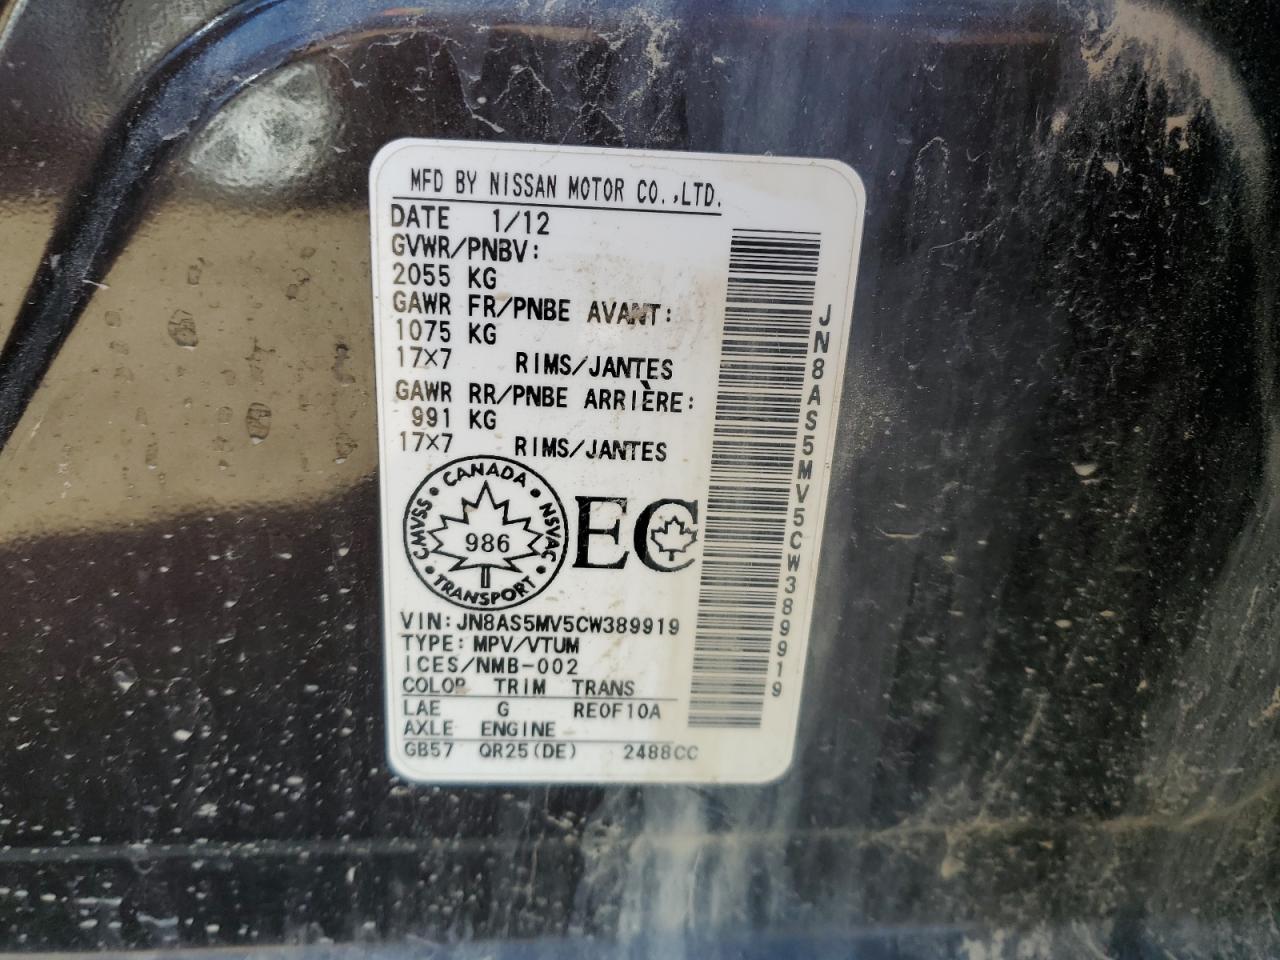 MFD BY NISSAN MOTOR CO.,LTD.
DATE 1/12
GVWR/PNBV:
2055 KG
GAWR FR/PNBE AVANT:
1075 KG
17X7 RIMS/JANTES
GAWR RR/PNBE ARRIÈRE:
991 KG
17X7 RIMS/JANTES
CANADA
CMVSS
NSVAC
986
TRANSPORT
EC
VIN:JN8AS5MV5CW389919
TYPE:MPV/VTUM
ICES/NMB-002
COLOR TRIM TRANS
LAE G RE0F10A
AXLE ENGINE
GB57 QR25(DE) 2488CC
JN8AS5MV5CW389919